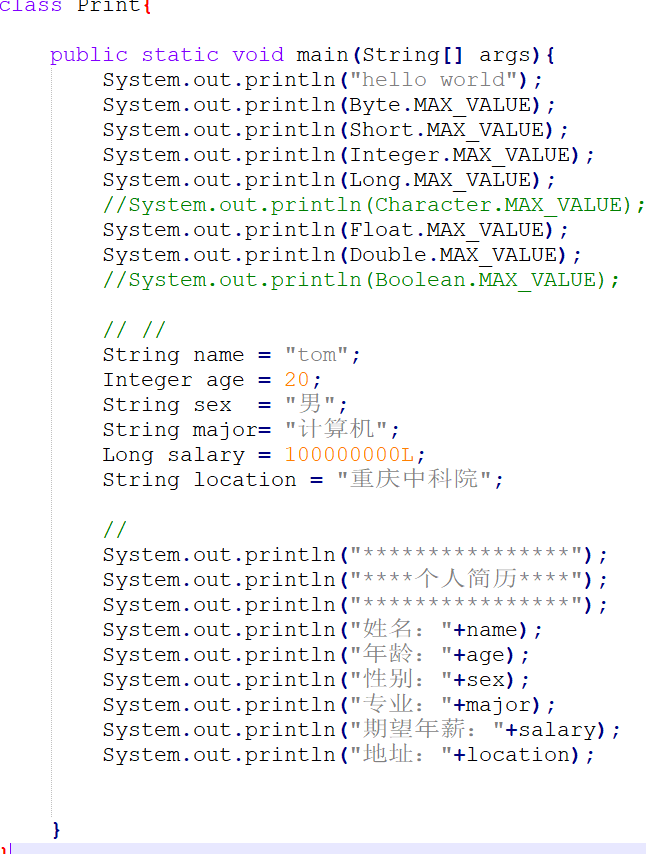 class Print{
public static void main(String[] args){
System.out.println("hello world");
System.out.println(Byte.MAX_VALUE);
System.out.println(Short.MAX_VALUE);
System.out.println(Integer.MAX_VALUE);
System.out.println(Long.MAX_VALUE);
//System.out.println(Character.MAX_VALUE);
System.out.println(Float.MAX_VALUE);
System.out.println(Double.MAX_VALUE);
//System.out.println(Boolean.MAX_VALUE);
// //
String name = "tom";
Integer age = 20;
String sex  = "男";
String major= "计算机";
Long salary = 100000000L;
String location = "重庆中科院";
//
System.out.println("****************");
System.out.println("****个人简历****");
System.out.println("****************");
System.out.println("姓名："+name);
System.out.println("年龄："+age);
System.out.println("性别："+sex);
System.out.println("专业："+major);
System.out.println("期望年薪："+salary);
System.out.println("地址："+location);
}
}